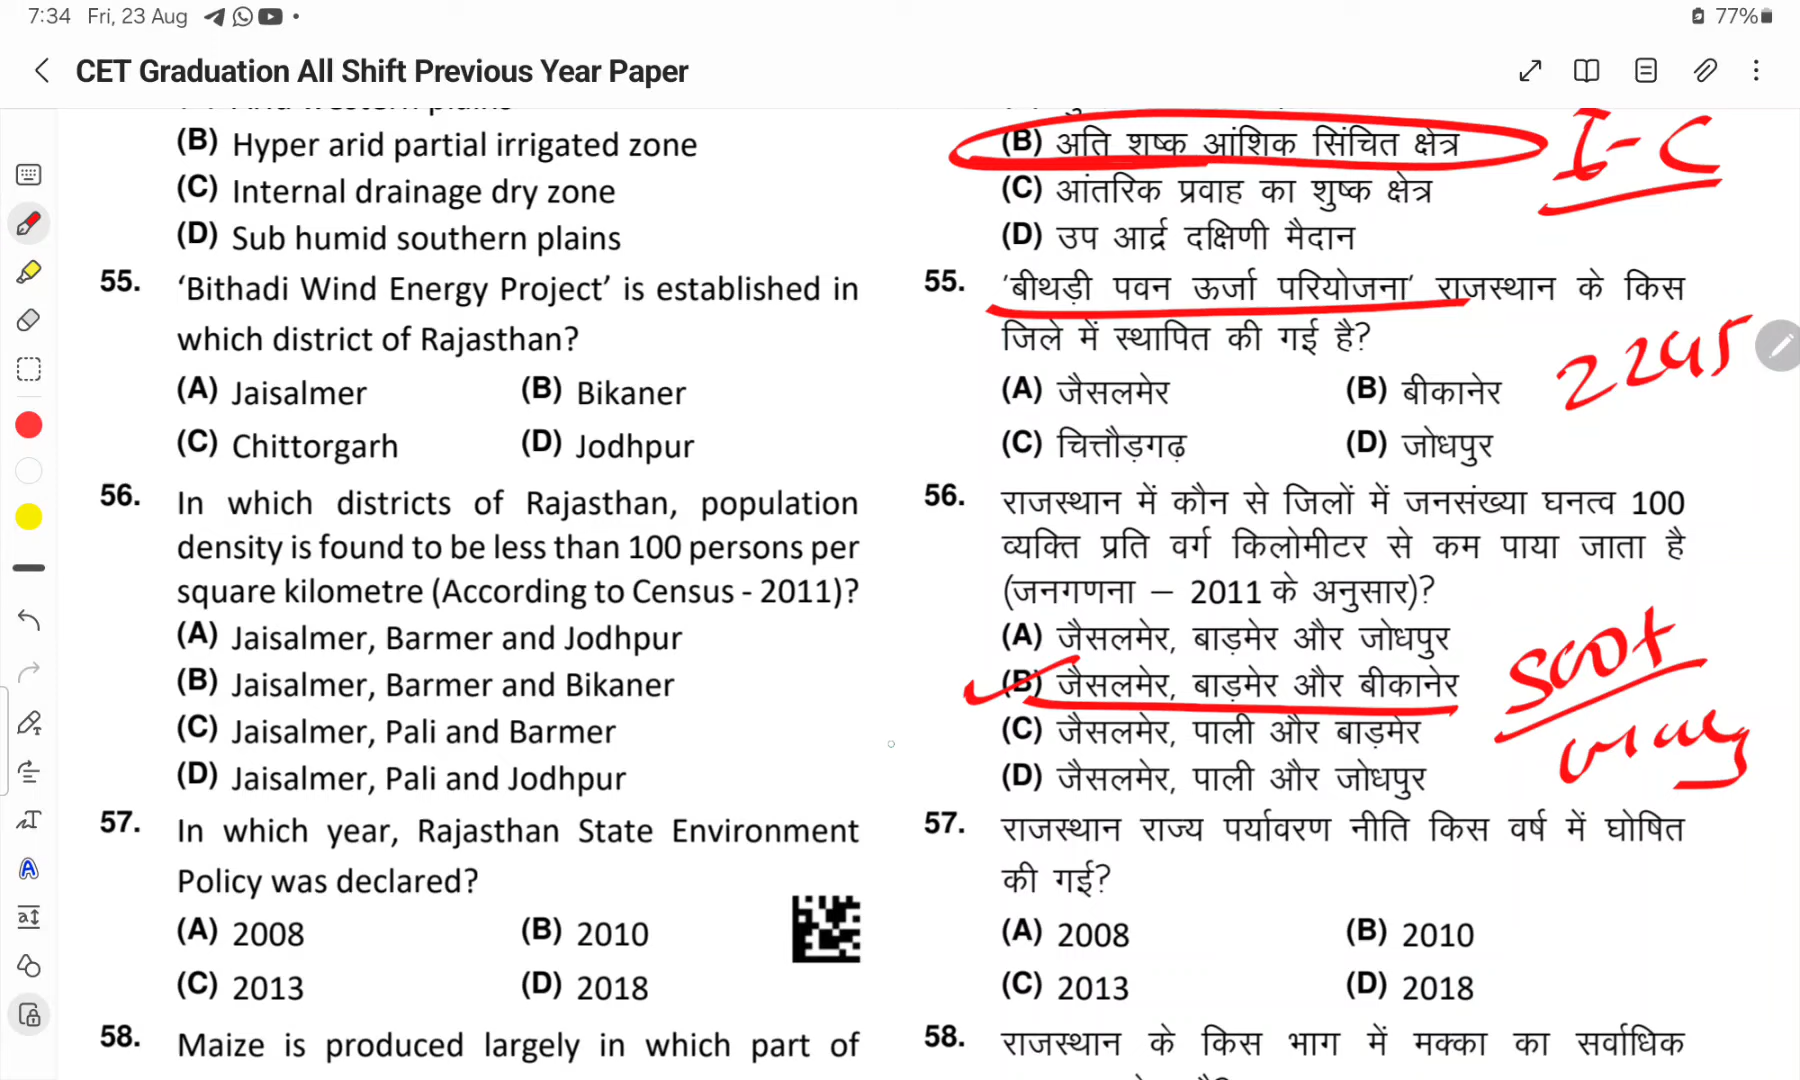 7:34 Fri, 23 Aug
77%
CET Graduation All Shift Previous Year Paper
(B) Hyper arid partial irrigated zone
(C) Internal drainage dry zone
(D) Sub humid southern plains
55. ‘Bithadi Wind Energy Project’ is established in
which district of Rajasthan?
(A) Jaisalmer (B) Bikaner
(C) Chittorgarh (D) Jodhpur
56. In which districts of Rajasthan, population
density is found to be less than 100 persons per
square kilometre (According to Census - 2011)?
(A) Jaisalmer, Barmer and Jodhpur
(B) Jaisalmer, Barmer and Bikaner
(C) Jaisalmer, Pali and Barmer
(D) Jaisalmer, Pali and Jodhpur
57. In which year, Rajasthan State Environment
Policy was declared?
(A) 2008 (B) 2010
(C) 2013 (D) 2018
58. Maize is produced largely in which part of
(B) अति शष्क आंशिक सिंचित क्षेत्र
I-C
(C) आंतरिक प्रवाह का शुष्क क्षेत्र
(D) उप आर्द्र दक्षिणी मैदान
55. 'बीथड़ी पवन ऊर्जा परियोजना' राजस्थान के किस
जिले में स्थापित की गई है?
(A) जैसलमेर (B) बीकानेर
(C) चित्तौड़गढ़ (D) जोधपुर
56. राजस्थान में कौन से जिलों में जनसंख्या घनत्व 100
व्यक्ति प्रति वर्ग किलोमीटर से कम पाया जाता है
(जनगणना – 2011 के अनुसार)?
(A) जैसलमेर, बाड़मेर और जोधपुर
(B) जैसलमेर, बाड़मेर और बीकानेर
(C) जैसलमेर, पाली और बाड़मेर
(D) जैसलमेर, पाली और जोधपुर
57. राजस्थान राज्य पर्यावरण नीति किस वर्ष में घोषित
की गई?
(A) 2008 (B) 2010
(C) 2013 (D) 2018
58. राजस्थान के किस भाग में मक्का का सर्वाधिक